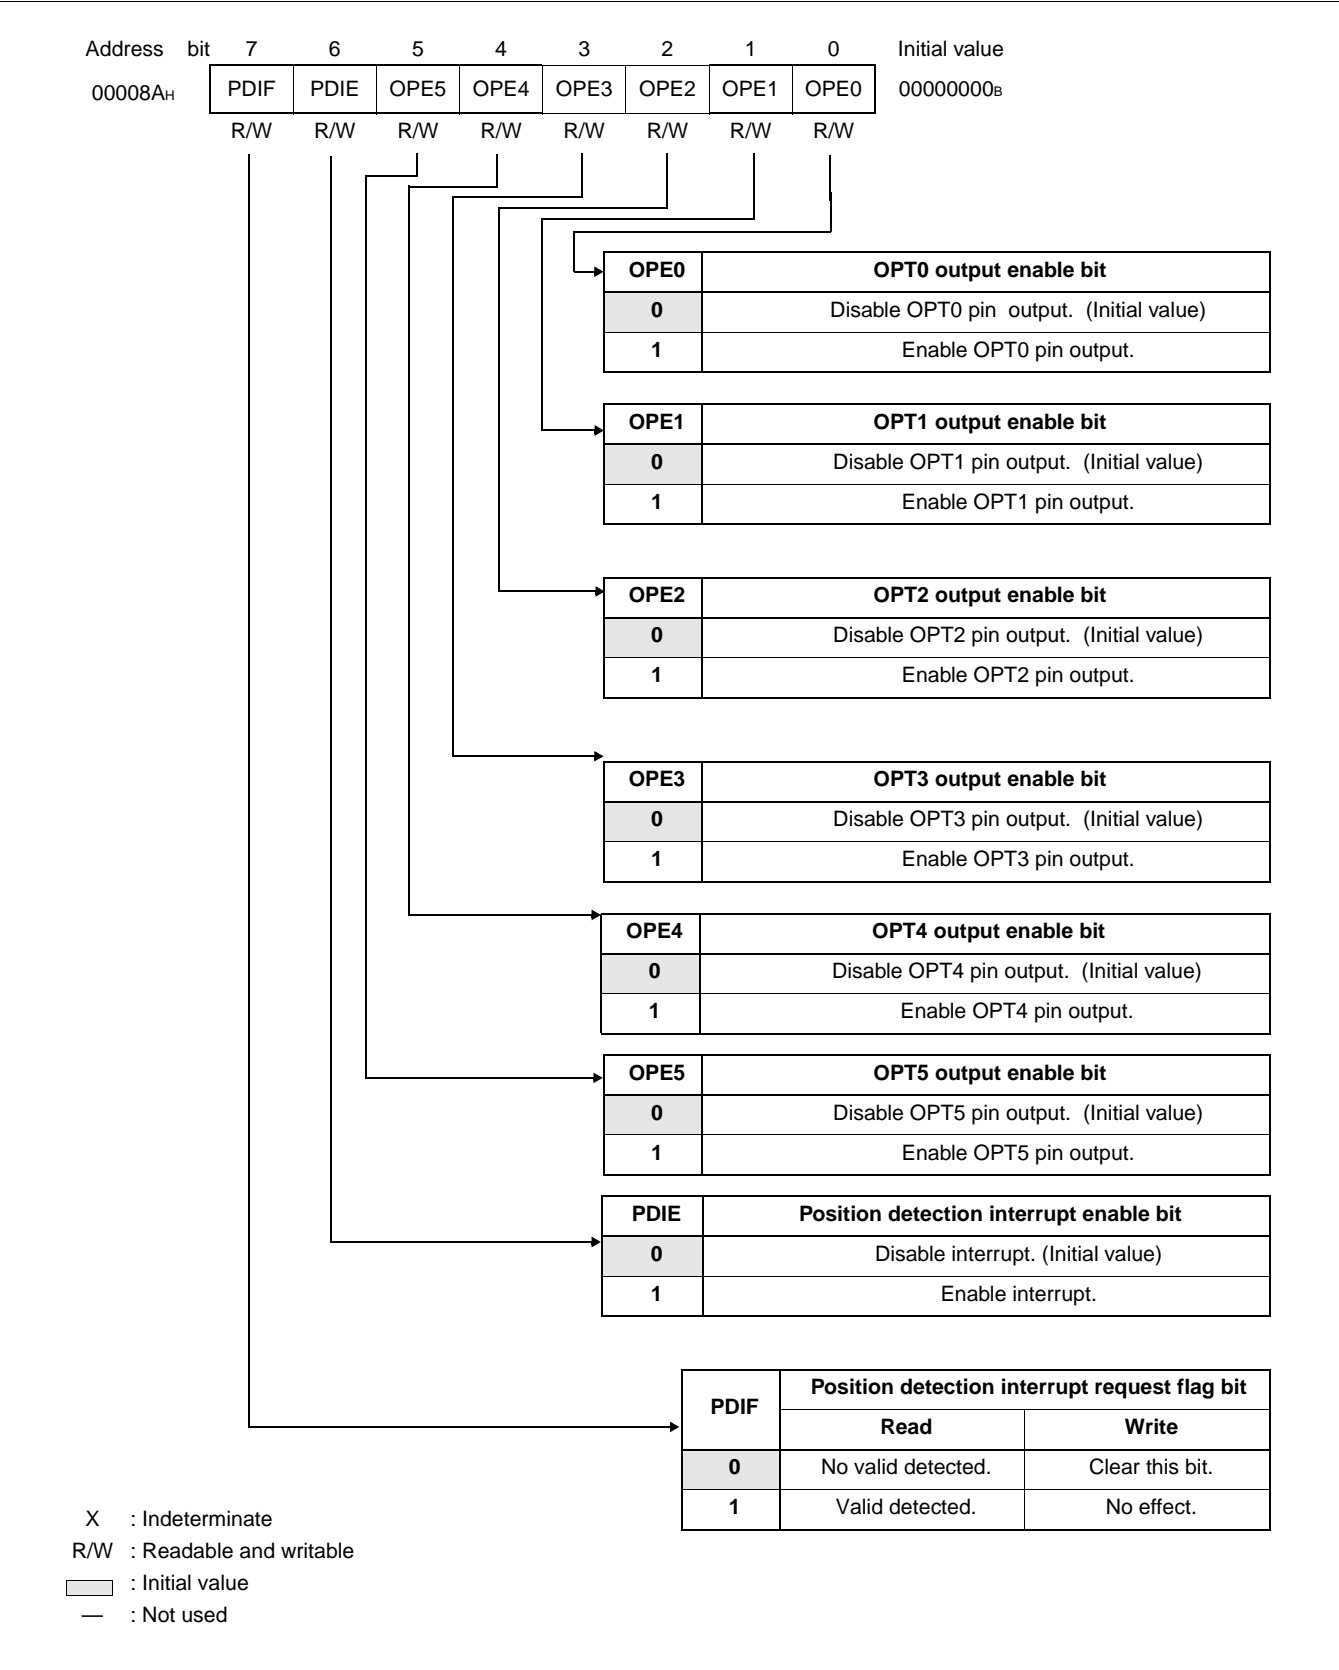 Address bit 7 6 5 4 3 2 1 0 Initial value
00008AH PDIF PDIE OPE5 OPE4 OPE3 OPE2 OPE1 OPE0 00000000B
R/W R/W R/W R/W R/W R/W R/W R/W
OPE0 OPT0 output enable bit
0 Disable OPT0 pin output. (Initial value)
1 Enable OPT0 pin output.
OPE1 OPT1 output enable bit
0 Disable OPT1 pin output. (Initial value)
1 Enable OPT1 pin output.
OPE2 OPT2 output enable bit
0 Disable OPT2 pin output. (Initial value)
1 Enable OPT2 pin output.
OPE3 OPT3 output enable bit
0 Disable OPT3 pin output. (Initial value)
1 Enable OPT3 pin output.
OPE4 OPT4 output enable bit
0 Disable OPT4 pin output. (Initial value)
1 Enable OPT4 pin output.
OPE5 OPT5 output enable bit
0 Disable OPT5 pin output. (Initial value)
1 Enable OPT5 pin output.
PDIE Position detection interrupt enable bit
0 Disable interrupt. (Initial value)
1 Enable interrupt.
PDIF Position detection interrupt request flag bit
Read Write
0 No valid detected. Clear this bit.
1 Valid detected. No effect.
X : Indeterminate
R/W : Readable and writable
: Initial value
— : Not used